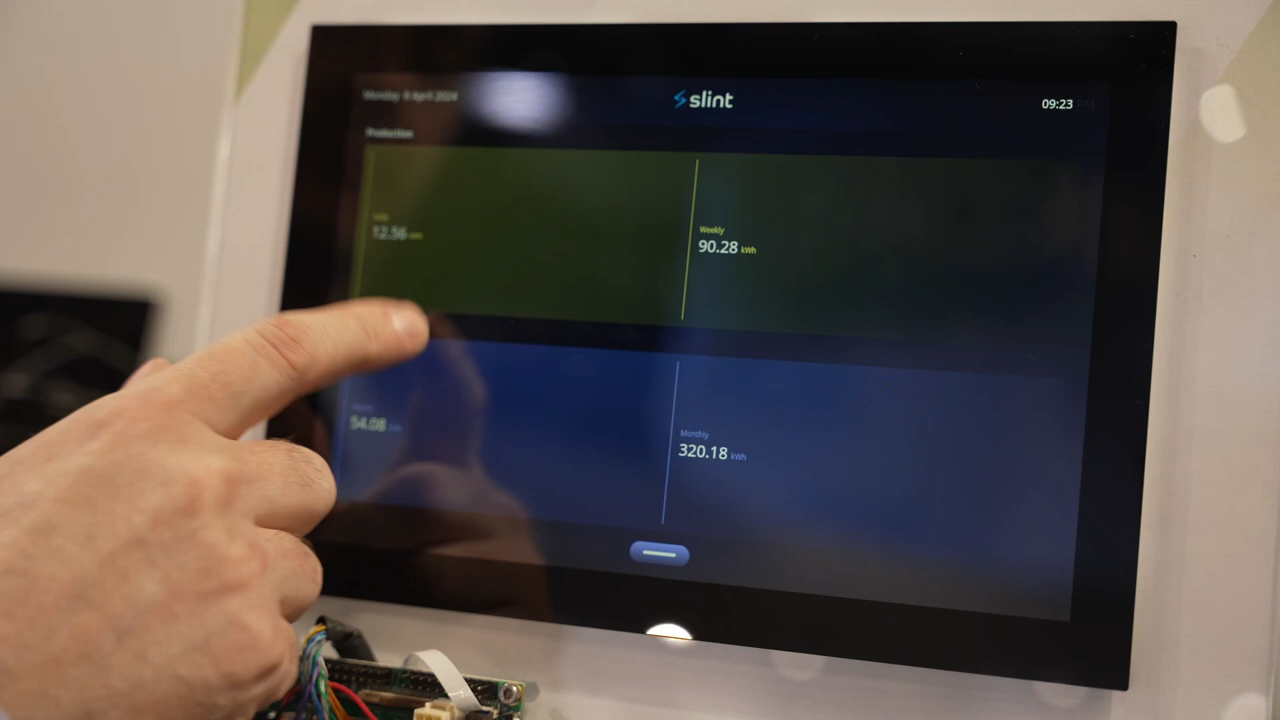 Monday 8 April 2024
slint
09:23 PM
Production
12.56
Weekly
90.28 kWh
54.08
Monthly
320.18 kWh